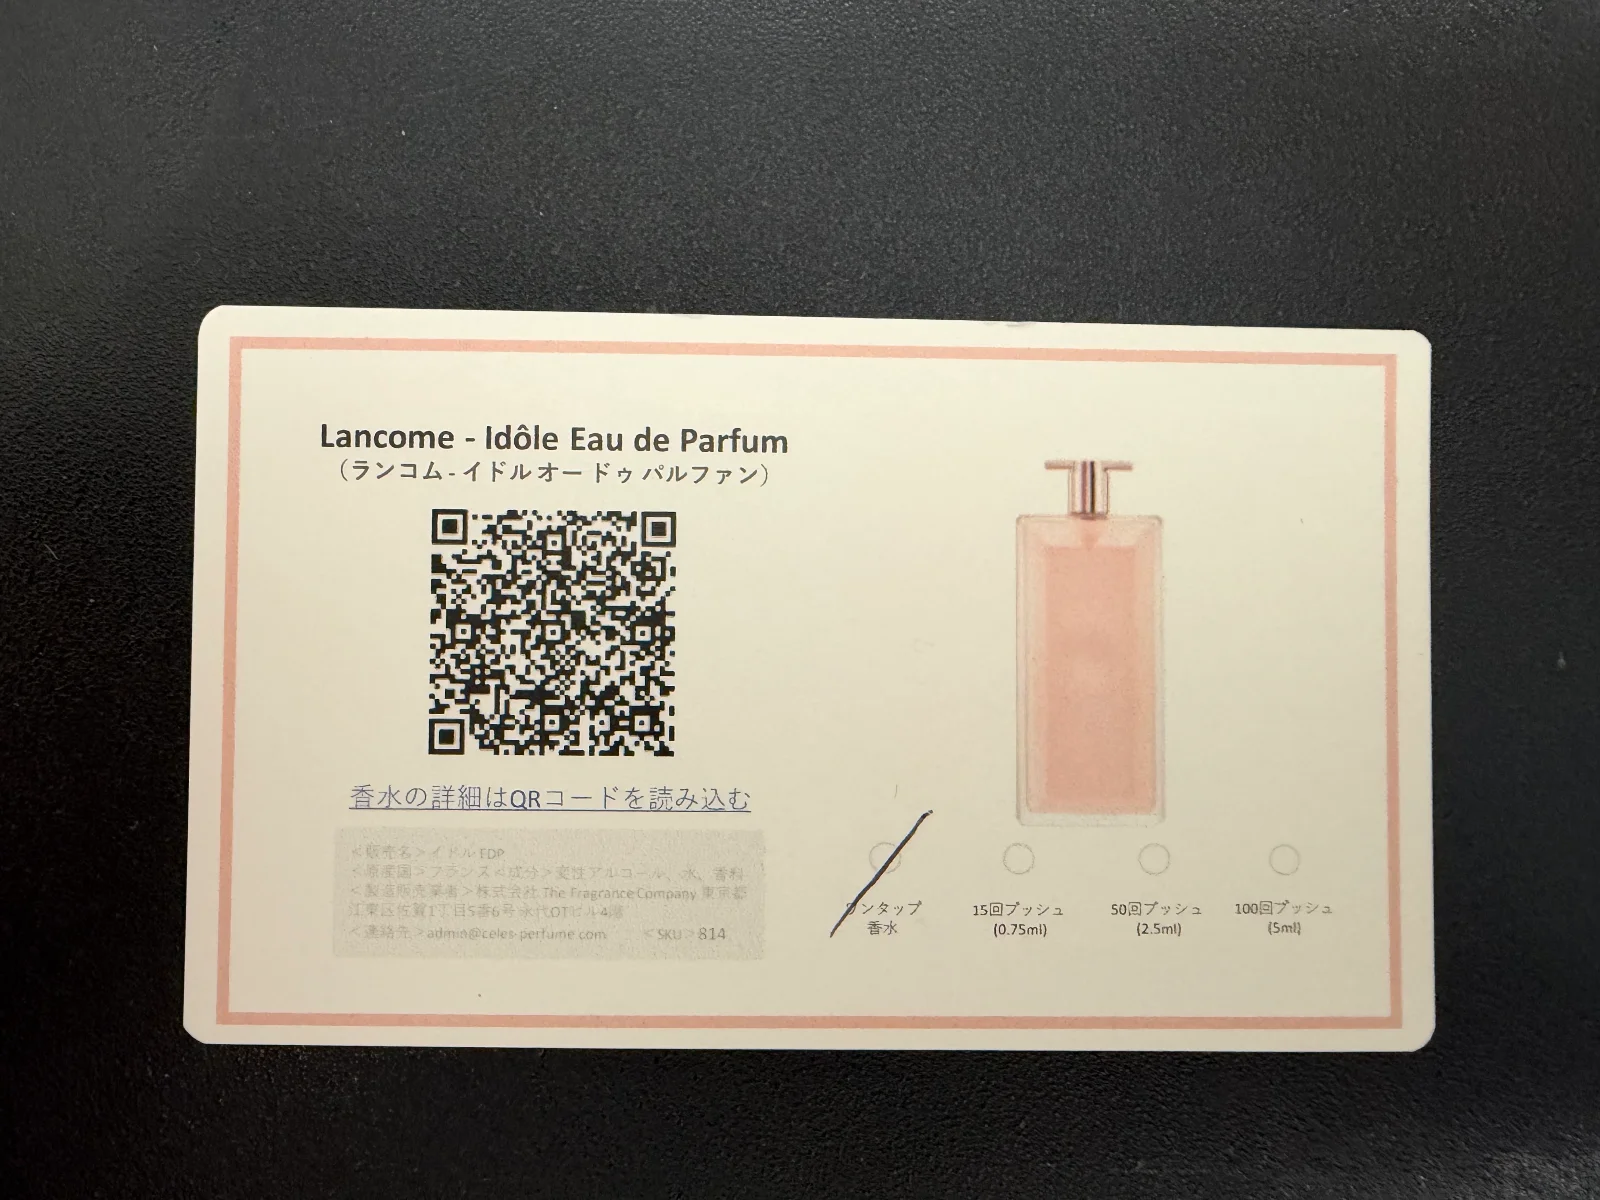 Lancome - Idôle Eau de Parfum
（ランコム - イドル オー ドゥ パルファン）
香水の詳細はQRコードを読み込む
＜販売名＞イドル EDP
＜原産国＞フランス＜成分＞変性アルコール、水、香料
＜製造販売業者＞株式会社 The Fragrance Company 東京都
江東区佐賀1丁目5番6号 永代OTビル4階
＜連絡先＞admin@celes-perfume.com ＜SKU＞814
ワンタップ
香水
15回プッシュ
(0.75ml)
50回プッシュ
(2.5ml)
100回プッシュ
(5ml)